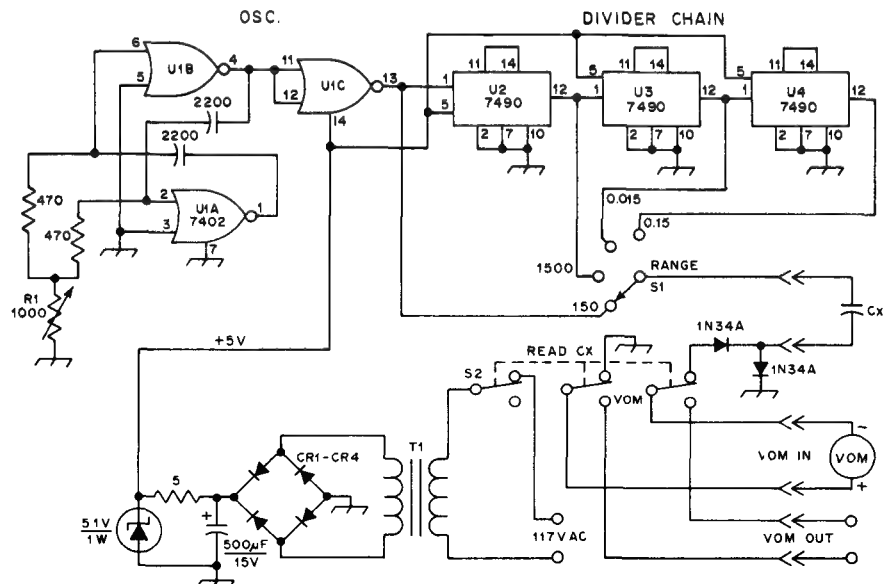 OSC.
DIVIDER CHAIN
6
5
U1B
4
11
12
U1C
13
14
2200
2200
470
470
2
3
U1A
7402
1
7
R1
1000
1
5
11
14
U2
7490
12
2
7
10
5
1
11
14
U3
7490
12
2
7
10
5
1
11
14
U4
7490
12
2
7
10
0.015
0.15
1500
150
RANGE
S1
CX
+5V
1N34A
1N34A
READ CX
S2
VOM
VOM IN
-
VOM
+
VOM OUT
T1
CR1-CR4
117VAC
5
+
500µF
15V
5.1V
1W